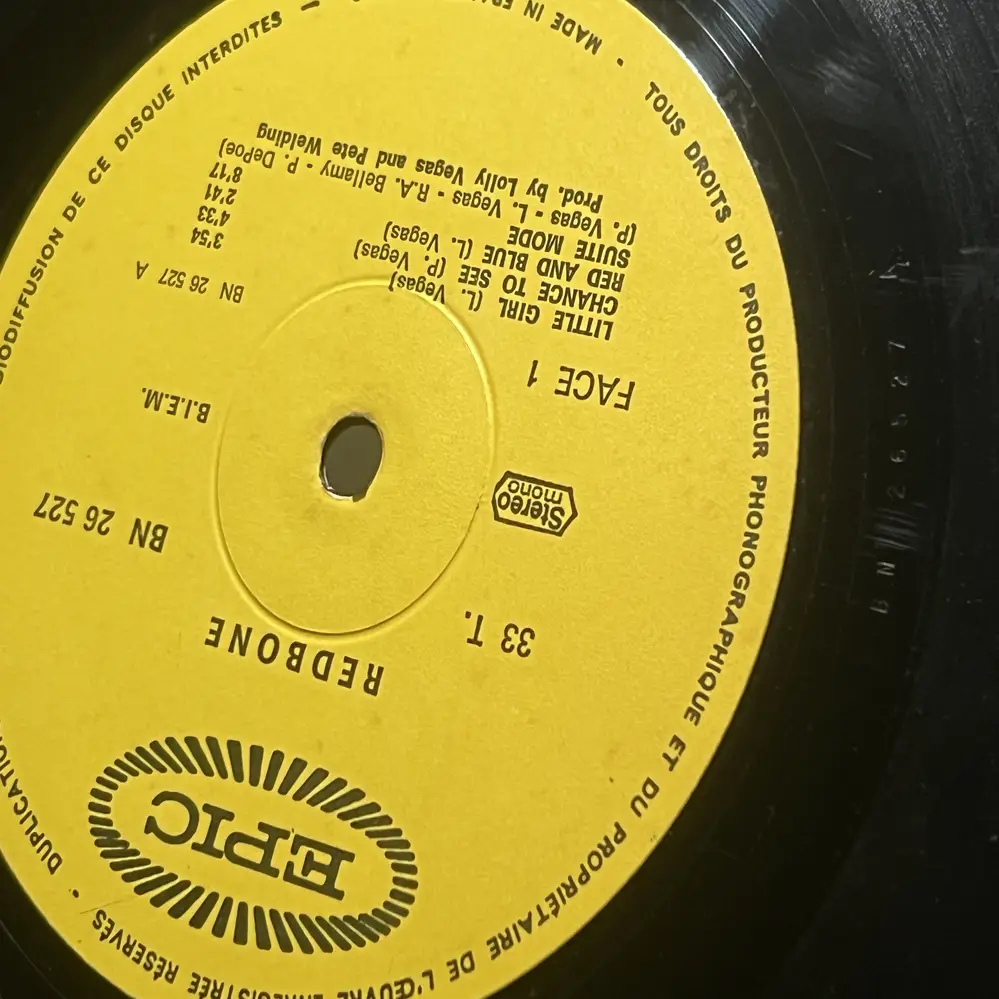 EPIC
REDBONE
33 T.
BN 26 527
Stereo
mono
B.I.E.M.
FACE 1
BN 26 527 A
LITTLE GIRL (L. Vegas) 3'54
CHANCE TO SEE (P. Vegas) 4'33
RED AND BLUE (L. Vegas) 2'41
SUITE MODE 8'17
(P. Vegas - L. Vegas - R.A. Bellamy - P. DePoe)
Prod. by Lolly Vegas and Pete Welding
TOUS DROITS DU PRODUCTEUR PHONOGRAPHIQUE ET DU PROPRIÉTAIRE DE L'ŒUVRE ENREGISTRÉE RÉSERVÉS • DUPLICATION
DE CE DISQUE INTERDITES - MADE IN •
BN 26527 A